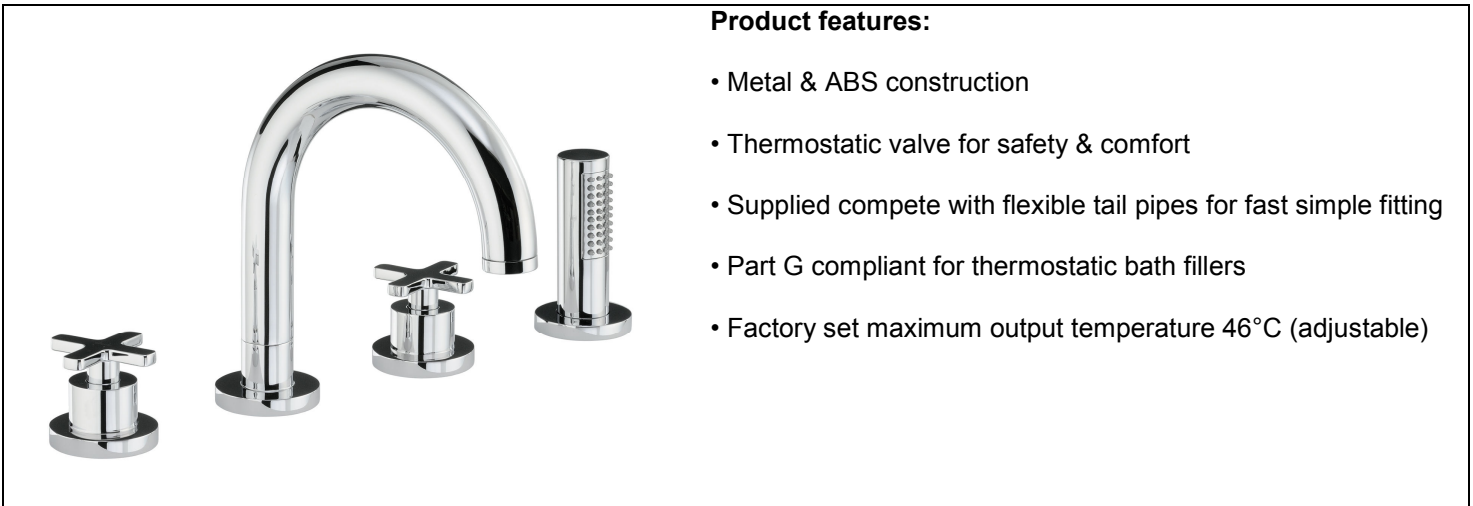 Product features:
• Metal & ABS construction
• Thermostatic valve for safety & comfort
• Supplied compete with flexible tail pipes for fast simple fitting
• Part G compliant for thermostatic bath fillers
• Factory set maximum output temperature 46°C (adjustable)